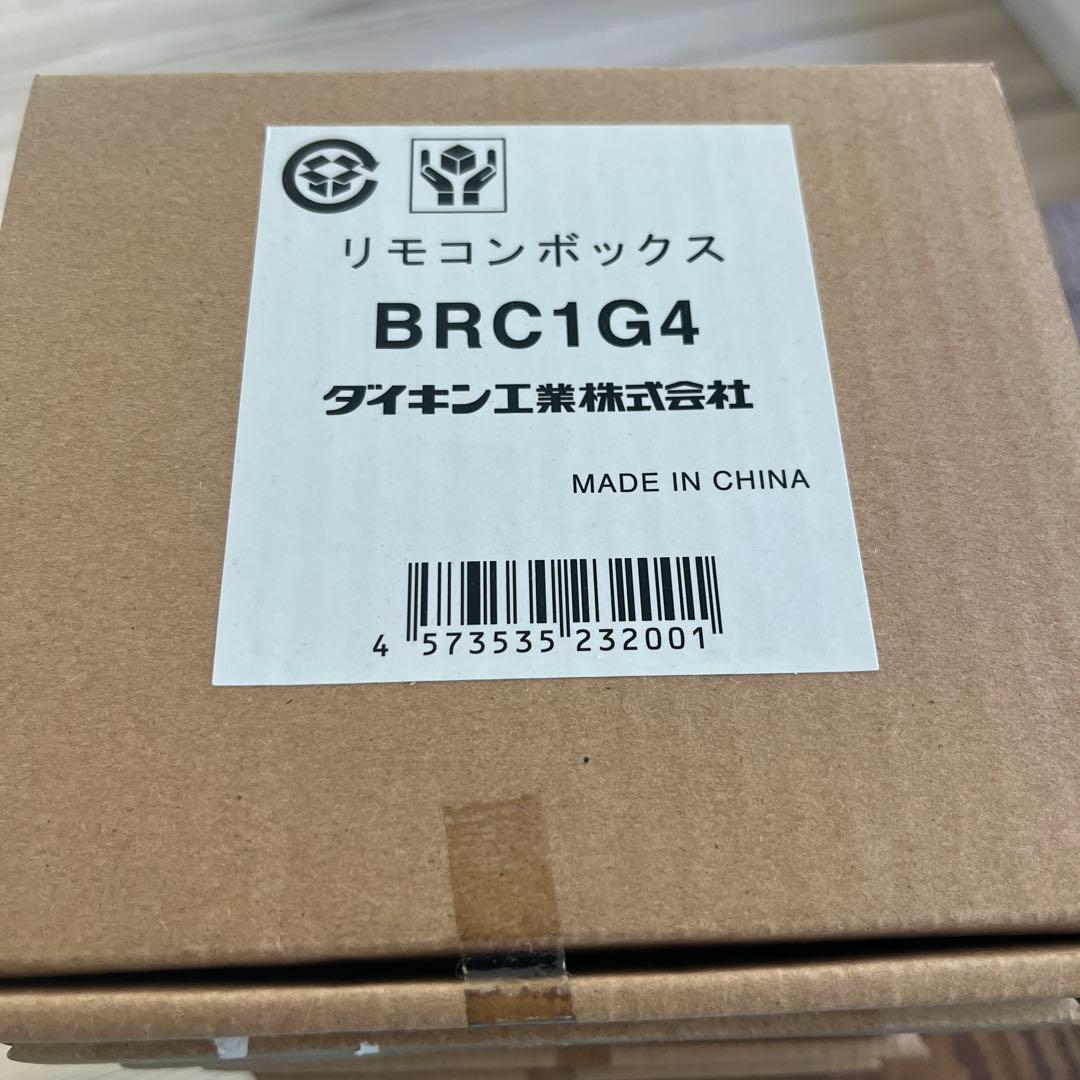 リモコンボックス
BRC1G4
ダイキン工業株式会社
MADE IN CHINA
4 573535 232001